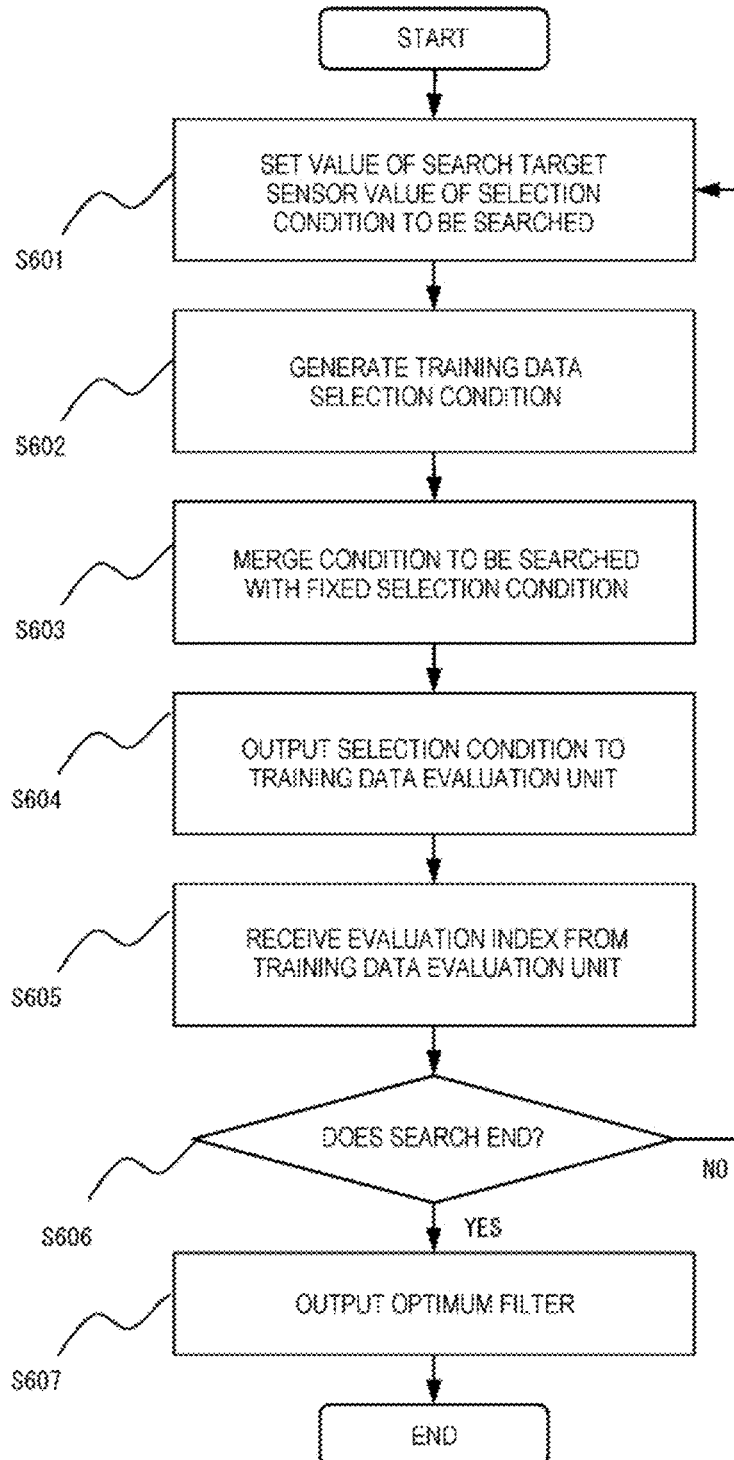 START
SET VALUE OF SEARCH TARGET
SENSOR VALUE OF SELECTION
CONDITION TO BE SEARCHED
S601
GENERATE TRAINING DATA
SELECTION CONDITION
S602
MERGE CONDITION TO BE SEARCHED
WITH FIXED SELECTION CONDITION
S603
OUTPUT SELECTION CONDITION TO
TRAINING DATA EVALUATION UNIT
S604
RECEIVE EVALUATION INDEX FROM
TRAINING DATA EVALUATION UNIT
S605
DOES SEARCH END?
NO
S606
YES
OUTPUT OPTIMUM FILTER
S607
END